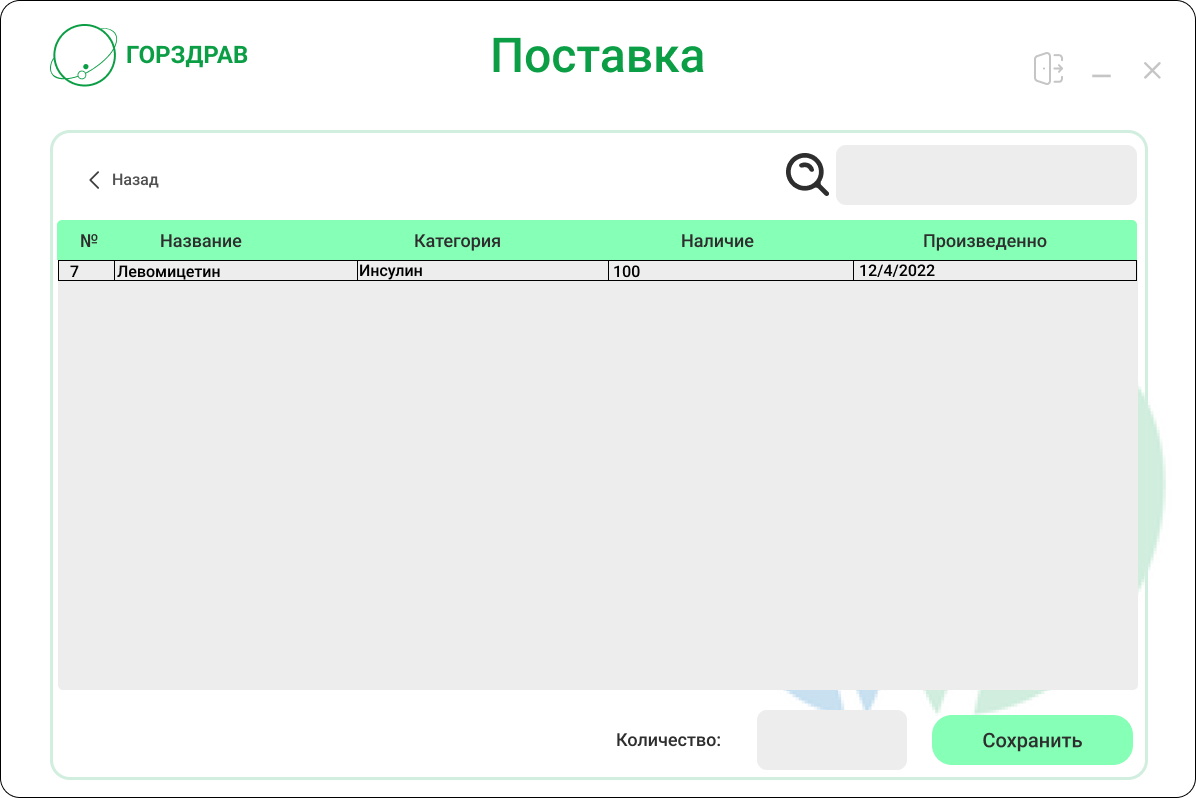 ГОРЗДРАВ
Поставка
Назад
№ Название Категория Наличие Произведенно
7 Левомицетин Инсулин 100 12/4/2022
Количество:
Сохранить